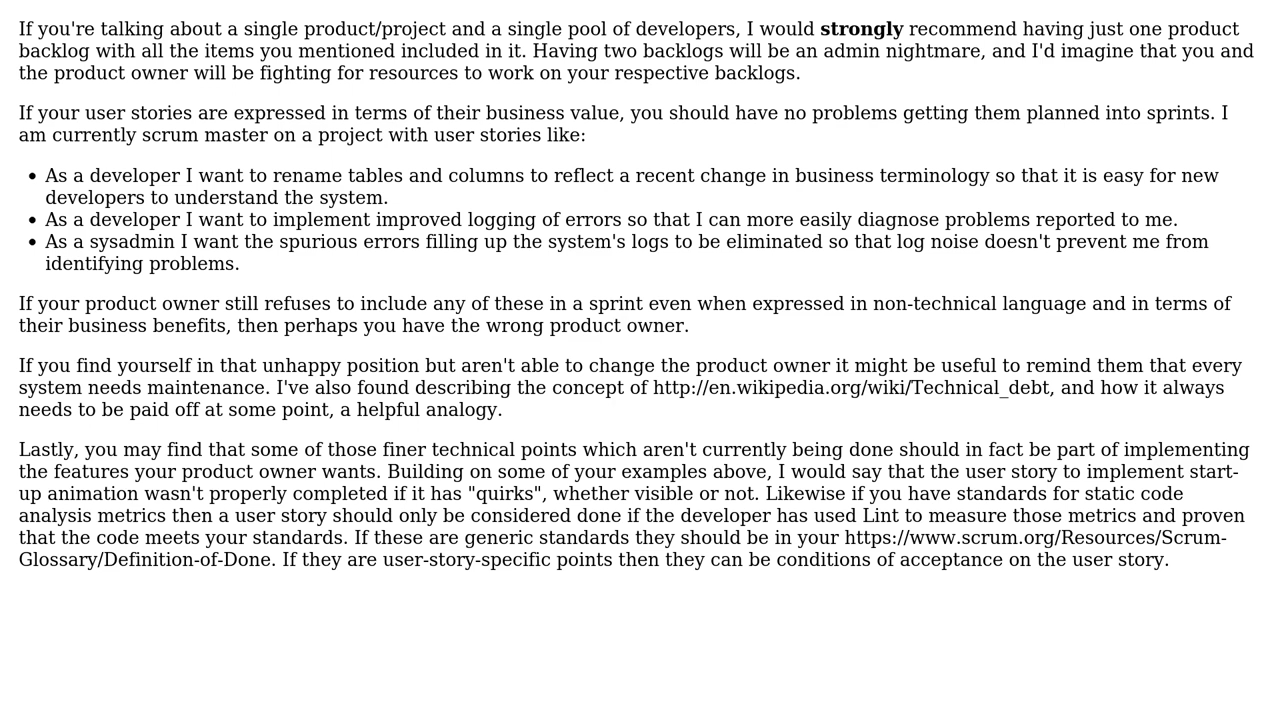 If you're talking about a single product/project and a single pool of developers, I would strongly recommend having just one product
backlog with all the items you mentioned included in it. Having two backlogs will be an admin nightmare, and I'd imagine that you and
the product owner will be fighting for resources to work on your respective backlogs.
If your user stories are expressed in terms of their business value, you should have no problems getting them planned into sprints. I
am currently scrum master on a project with user stories like:
• As a developer I want to rename tables and columns to reflect a recent change in business terminology so that it is easy for new
developers to understand the system.
• As a developer I want to implement improved logging of errors so that I can more easily diagnose problems reported to me.
• As a sysadmin I want the spurious errors filling up the system's logs to be eliminated so that log noise doesn't prevent me from
identifying problems.
If your product owner still refuses to include any of these in a sprint even when expressed in non-technical language and in terms of
their business benefits, then perhaps you have the wrong product owner.
If you find yourself in that unhappy position but aren't able to change the product owner it might be useful to remind them that every
system needs maintenance. I've also found describing the concept of http://en.wikipedia.org/wiki/Technical_debt, and how it always
needs to be paid off at some point, a helpful analogy.
Lastly, you may find that some of those finer technical points which aren't currently being done should in fact be part of implementing
the features your product owner wants. Building on some of your examples above, I would say that the user story to implement start-
up animation wasn't properly completed if it has "quirks", whether visible or not. Likewise if you have standards for static code
analysis metrics then a user story should only be considered done if the developer has used Lint to measure those metrics and proven
that the code meets your standards. If these are generic standards they should be in your https://www.scrum.org/Resources/Scrum-
Glossary/Definition-of-Done. If they are user-story-specific points then they can be conditions of acceptance on the user story.